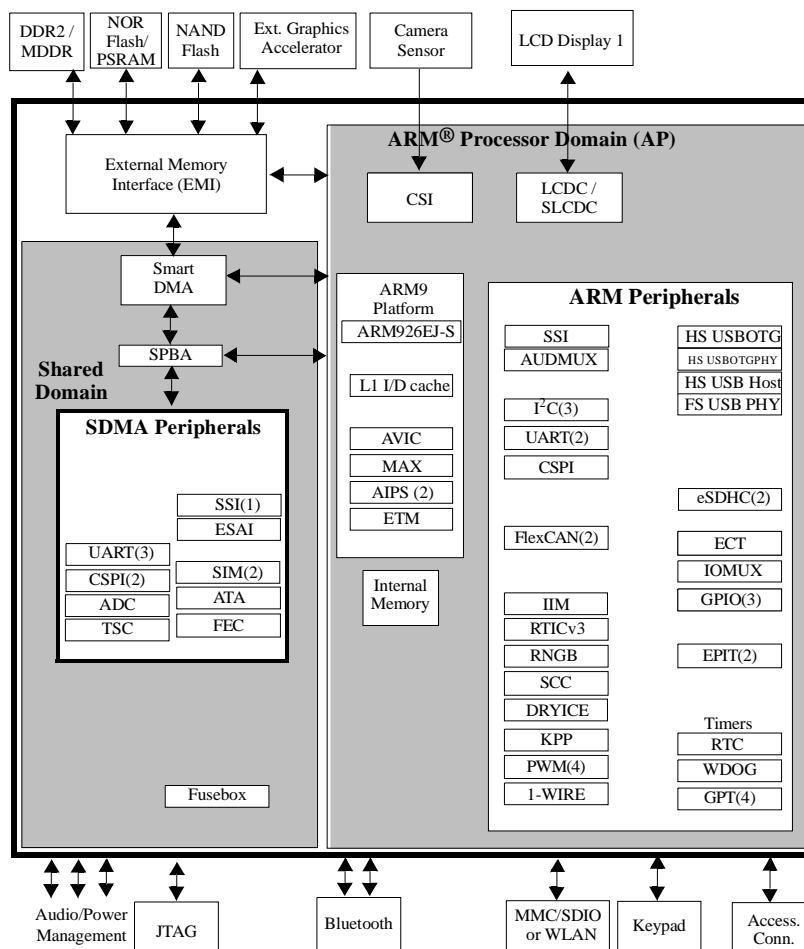 DDR2 /
MDDR
NOR
Flash/
PSRAM
NAND
Flash
Ext. Graphics
Accelerator
Camera
Sensor
LCD Display 1
ARM® Processor Domain (AP)
External Memory
Interface (EMI)
CSI
LCDC /
SLCDC
Smart
DMA
SPBA
Shared
Domain
SDMA Peripherals
SSI(1)
ESAI
UART(3)
CSPI(2)
SIM(2)
ADC
ATA
TSC
FEC
Fusebox
ARM9
Platform
ARM926EJ-S
L1 I/D cache
AVIC
MAX
AIPS (2)
ETM
Internal
Memory
ARM Peripherals
SSI
AUDMUX
I²C(3)
UART(2)
CSPI
FlexCAN(2)
IIM
RTICv3
RNGB
SCC
DRYICE
KPP
PWM(4)
1-WIRE
HS USBOTG
HS USBOTGPHY
HS USB Host
FS USB PHY
eSDHC(2)
ECT
IOMUX
GPIO(3)
EPIT(2)
Timers
RTC
WDOG
GPT(4)
Audio/Power
Management
JTAG
Bluetooth
MMC/SDIO
or WLAN
Keypad
Access.
Conn.